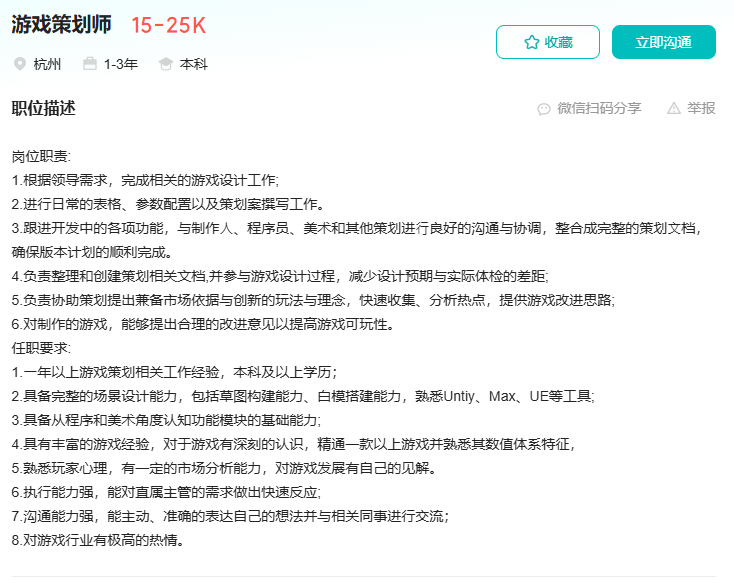 游戏策划师 15-25K
收藏 立即沟通
杭州 1-3年 本科
职位描述
微信扫码分享 举报
岗位职责:
1.根据领导需求，完成相关的游戏设计工作;
2.进行日常的表格、参数配置以及策划案撰写工作。
3.跟进开发中的各项功能，与制作人、程序员、美术和其他策划进行良好的沟通与协调，整合成完整的策划文档，
确保版本计划的顺利完成。
4.负责整理和创建策划相关文档,并参与游戏设计过程，减少设计预期与实际体检的差距;
5.负责协助策划提出兼备市场依据与创新的玩法与理念，快速收集、分析热点，提供游戏改进思路;
6.对制作的游戏，能够提出合理的改进意见以提高游戏可玩性。
任职要求:
1.一年以上游戏策划相关工作经验，本科及以上学历；
2.具备完整的场景设计能力，包括草图构建能力、白模搭建能力，熟悉Untiy、Max、UE等工具;
3.具备从程序和美术角度认知功能模块的基础能力;
4.具有丰富的游戏经验，对于游戏有深刻的认识，精通一款以上游戏并熟悉其数值体系特征，
5.熟悉玩家心理，有一定的市场分析能力，对游戏发展有自己的见解。
6.执行能力强，能对直属主管的需求做出快速反应;
7.沟通能力强，能主动、准确的表达自己的想法并与相关同事进行交流；
8.对游戏行业有极高的热情。